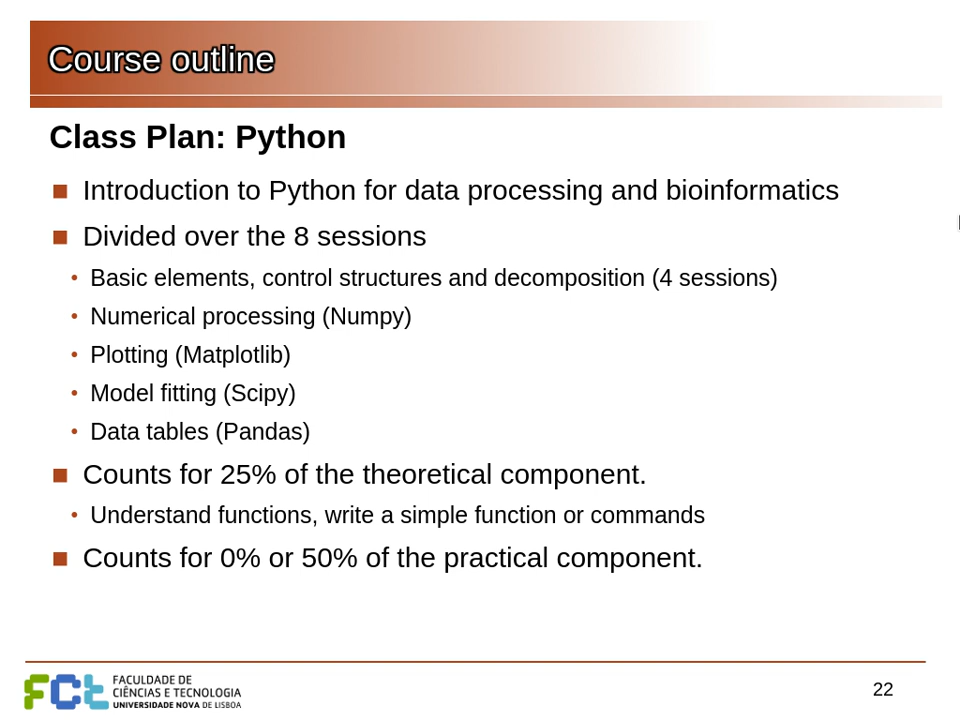 Course outline
Class Plan: Python
Introduction to Python for data processing and bioinformatics
Divided over the 8 sessions
Basic elements, control structures and decomposition (4 sessions)
Numerical processing (Numpy)
Plotting (Matplotlib)
Model fitting (Scipy)
Data tables (Pandas)
Counts for 25% of the theoretical component.
Understand functions, write a simple function or commands
Counts for 0% or 50% of the practical component.
FCT
FACULDADE DE
CIÊNCIAS E TECNOLOGIA
UNIVERSIDADE NOVA DE LISBOA
22